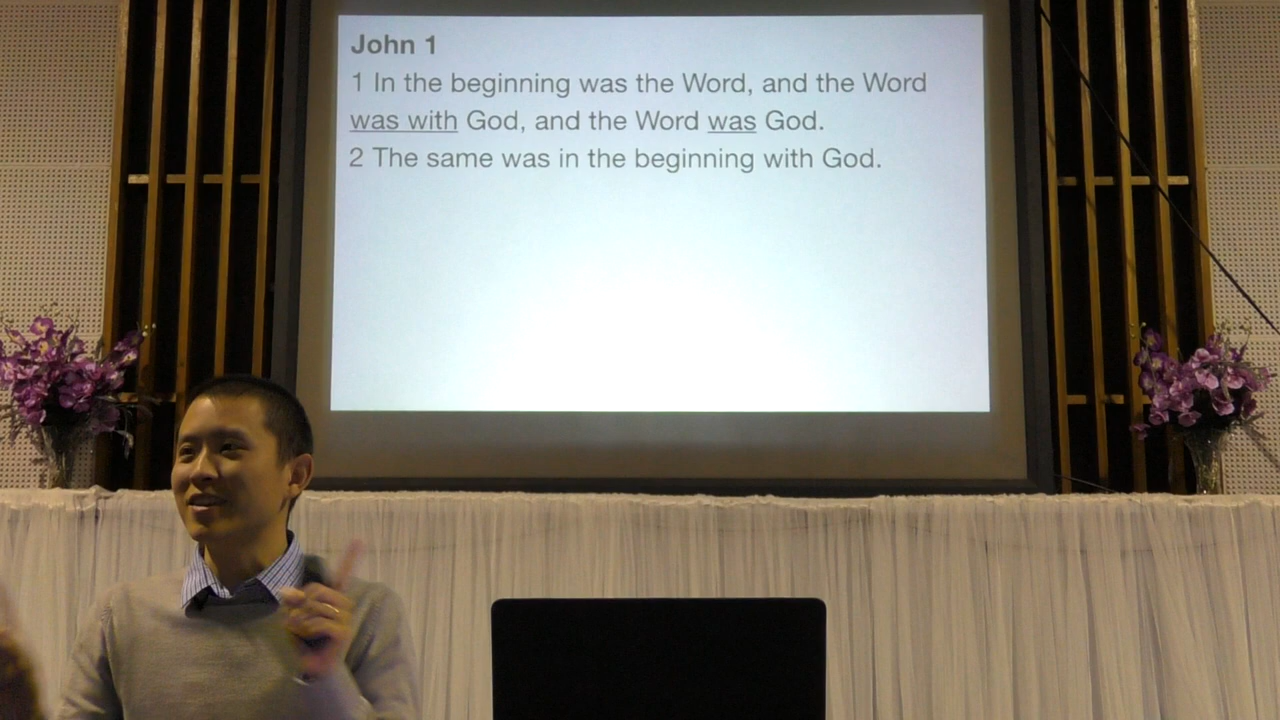 John 1
1 In the beginning was the Word, and the Word
was with God, and the Word was God.
2 The same was in the beginning with God.